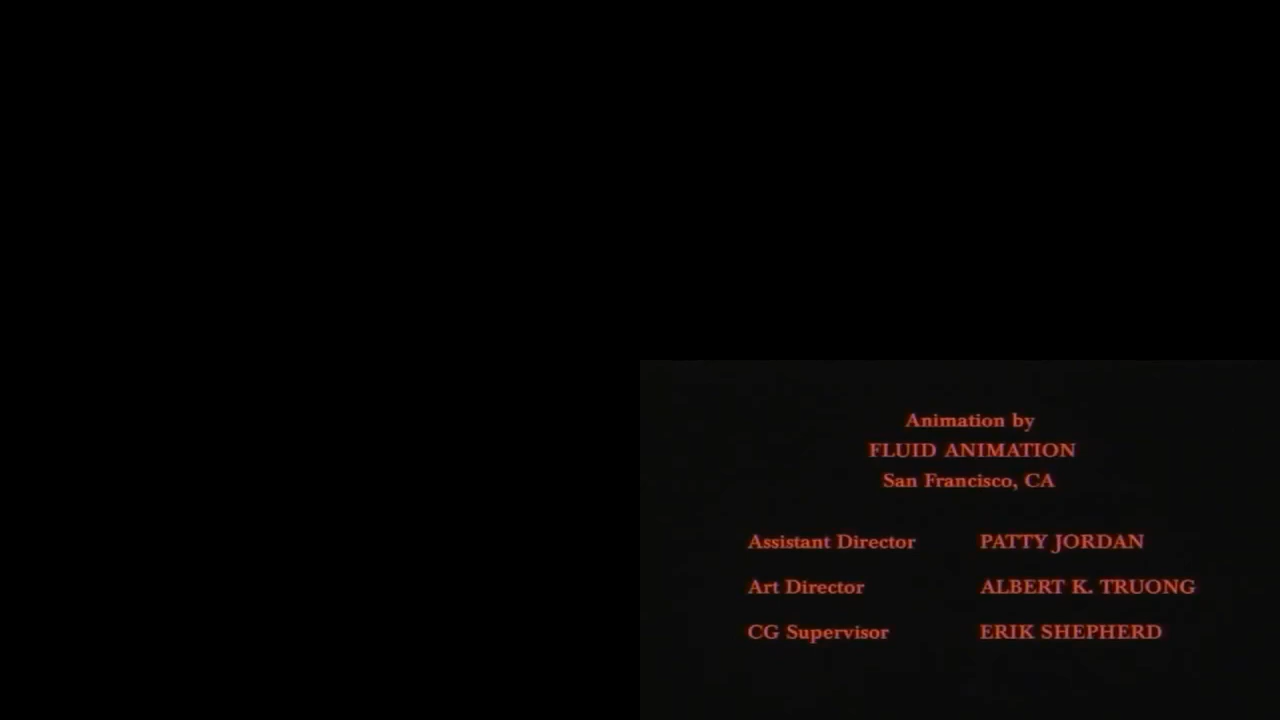 Animation by
FLUID ANIMATION
San Francisco, CA
Assistant Director PATTY JORDAN
Art Director ALBERT K. TRUONG
CG Supervisor ERIK SHEPHERD